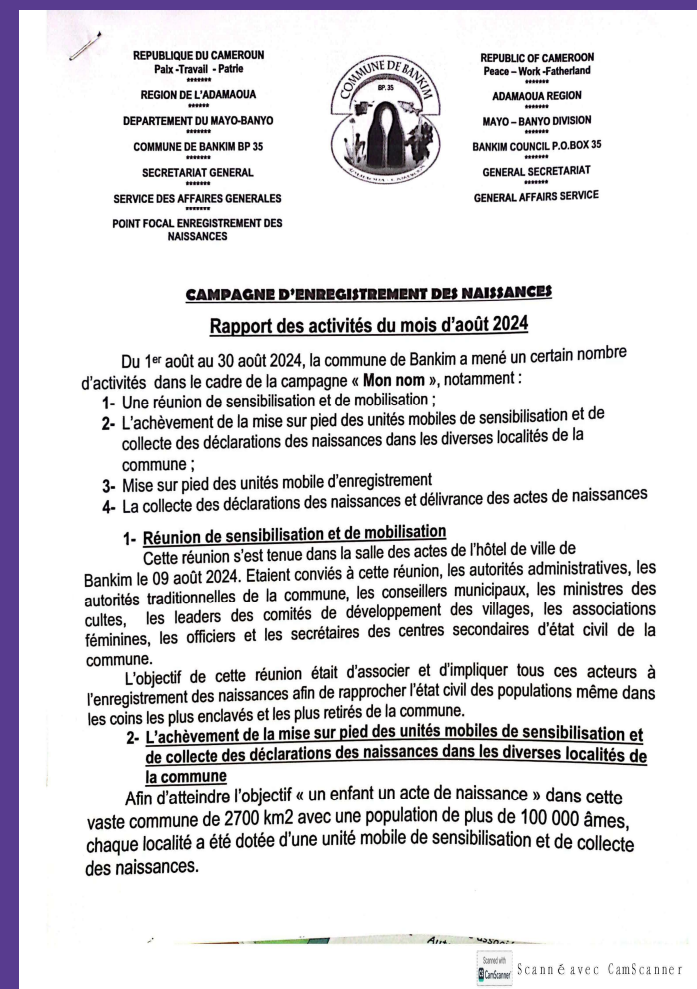 REPUBLIQUE DU CAMEROUN
Paix -Travail - Patrie
*******
REGION DE L'ADAMAOUA
******
DEPARTEMENT DU MAYO-BANYO
*******
COMMUNE DE BANKIM BP 35
*******
SECRETARIAT GENERAL
*******
SERVICE DES AFFAIRES GENERALES
*******
POINT FOCAL ENREGISTREMENT DES
NAISSANCES
COMMUNE DE BANKIM
BP.35
REPUBLIC OF CAMEROON
Peace – Work -Fatherland
*******
ADAMAOUA REGION
*******
MAYO – BANYO DIVISION
*******
BANKIM COUNCIL P.O.BOX 35
*******
GENERAL SECRETARIAT
*******
GENERAL AFFAIRS SERVICE
CAMPAGNE D'ENREGISTREMENT DES NAISSANCES
Rapport des activités du mois d'août 2024
Du 1er août au 30 août 2024, la commune de Bankim a mené un certain nombre
d'activités dans le cadre de la campagne « Mon nom », notamment :
1- Une réunion de sensibilisation et de mobilisation ;
2- L'achèvement de la mise sur pied des unités mobiles de sensibilisation et de
collecte des déclarations des naissances dans les diverses localités de la
commune ;
3- Mise sur pied des unités mobile d'enregistrement
4- La collecte des déclarations des naissances et délivrance des actes de naissances
1- Réunion de sensibilisation et de mobilisation
Cette réunion s'est tenue dans la salle des actes de l'hôtel de ville de
Bankim le 09 août 2024. Etaient conviés à cette réunion, les autorités administratives, les
autorités traditionnelles de la commune, les conseillers municipaux, les ministres des
cultes, les leaders des comités de développement des villages, les associations
féminines, les officiers et les secrétaires des centres secondaires d'état civil de la
commune.
L'objectif de cette réunion était d'associer et d'impliquer tous ces acteurs à
l'enregistrement des naissances afin de rapprocher l'état civil des populations même dans
les coins les plus enclavés et les plus retirés de la commune.
2- L'achèvement de la mise sur pied des unités mobiles de sensibilisation et
de collecte des déclarations des naissances dans les diverses localités de
la commune
Afin d'atteindre l'objectif « un enfant un acte de naissance » dans cette
vaste commune de 2700 km2 avec une population de plus de 100 000 âmes,
chaque localité a été dotée d'une unité mobile de sensibilisation et de collecte
des naissances.
Scanned with
CamScanner
Scanné avec CamScanner